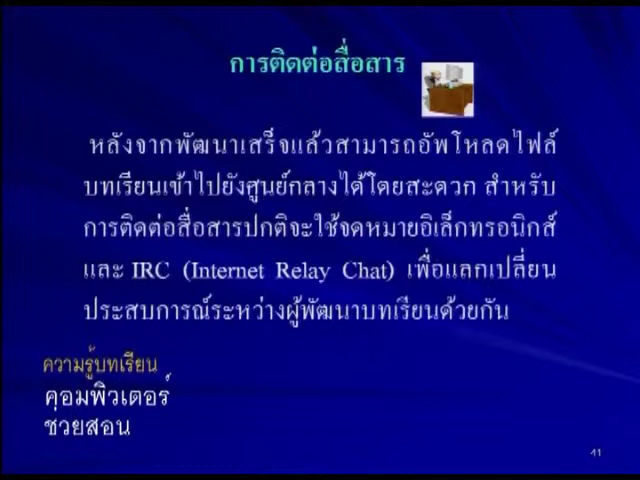 การติดต่อสื่อสาร
หลังจากพัฒนาเสร็จแล้วสามารถอัพโหลดไฟล์
บทเรียนเข้าไปยังศูนย์กลางได้โดยสะดวก สำหรับ
การติดต่อสื่อสารปกติจะใช้จดหมายอิเล็กทรอนิกส์
และ IRC (Internet Relay Chat) เพื่อแลกเปลี่ยน
ประสบการณ์ระหว่างผู้พัฒนาบทเรียนด้วยกัน
ความรู้บทเรียน
คอมพิวเตอร์
ช่วยสอน
41